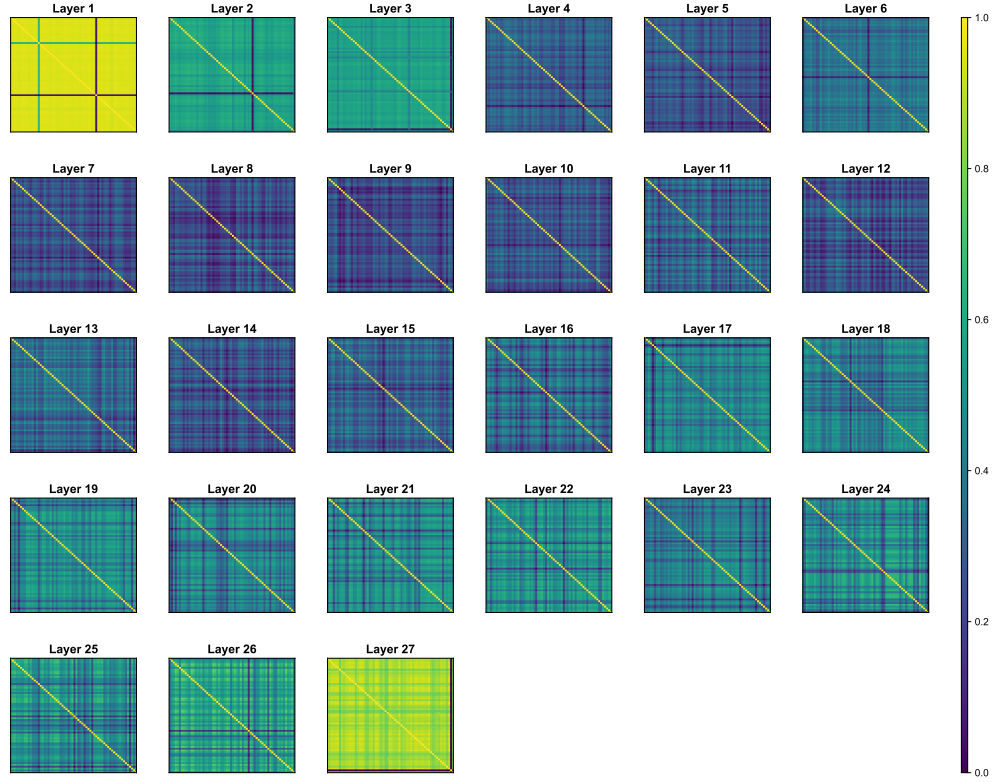 Layer 1
Layer 2
Layer 3
Layer 4
Layer 5
Layer 6
1.0
0.8
Layer 7
Layer 8
Layer 9
Layer 10
Layer 11
Layer 12
0.6
Layer 13
Layer 14
Layer 15
Layer 16
Layer 17
Layer 18
0.4
Layer 19
Layer 20
Layer 21
Layer 22
Layer 23
Layer 24
0.2
Layer 25
Layer 26
Layer 27
0.0